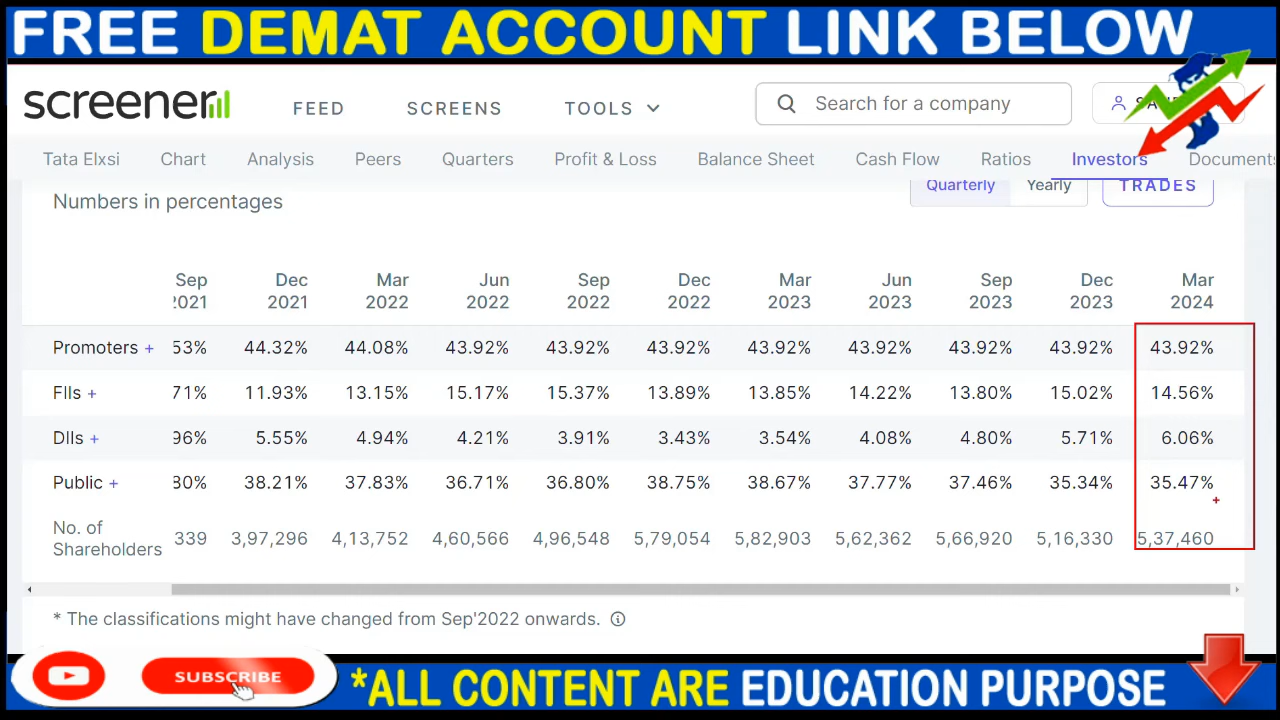 FREE DEMAT ACCOUNT LINK BELOW
screener
FEED SCREENS TOOLS Search for a company
Tata Elxsi Chart Analysis Peers Quarters Profit & Loss Balance Sheet Cash Flow Ratios Investors Documents
Numbers in percentages Quarterly Yearly TRADES
Sep Dec Mar Jun Sep Dec Mar Jun Sep Dec Mar
2021 2021 2022 2022 2022 2022 2023 2023 2023 2023 2024
Promoters + 53% 44.32% 44.08% 43.92% 43.92% 43.92% 43.92% 43.92% 43.92% 43.92% 43.92%
FIIs + 71% 11.93% 13.15% 15.17% 15.37% 13.89% 13.85% 14.22% 13.80% 15.02% 14.56%
DIIs + 96% 5.55% 4.94% 4.21% 3.91% 3.43% 3.54% 4.08% 4.80% 5.71% 6.06%
Public + 30% 38.21% 37.83% 36.71% 36.80% 38.75% 38.67% 37.77% 37.46% 35.34% 35.47%
No. of
Shareholders 339 3,97,296 4,13,752 4,60,566 4,96,548 5,79,054 5,82,903 5,62,362 5,66,920 5,16,330 5,37,460
* The classifications might have changed from Sep'2022 onwards.
SUBSCRIBE *ALL CONTENT ARE EDUCATION PURPOSE